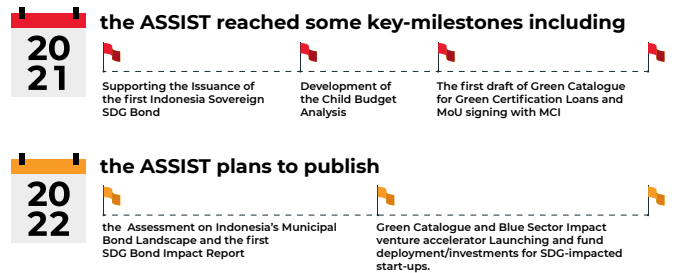 the ASSIST reached some key-milestones including
20
21
Supporting the Issuance of
the first Indonesia Sovereign
SDG Bond
Development of
the Child Budget
Analysis
The first draft of Green Catalogue
for Green Certification Loans and
MoU signing with MCI
the ASSIST plans to publish
20
22
the  Assessment on Indonesia's Municipal
Bond Landscape and the first
SDG Bond Impact Report
Green Catalogue and Blue Sector Impact
venture accelerator Launching and fund
deployment/investments for SDG-impacted
start-ups.